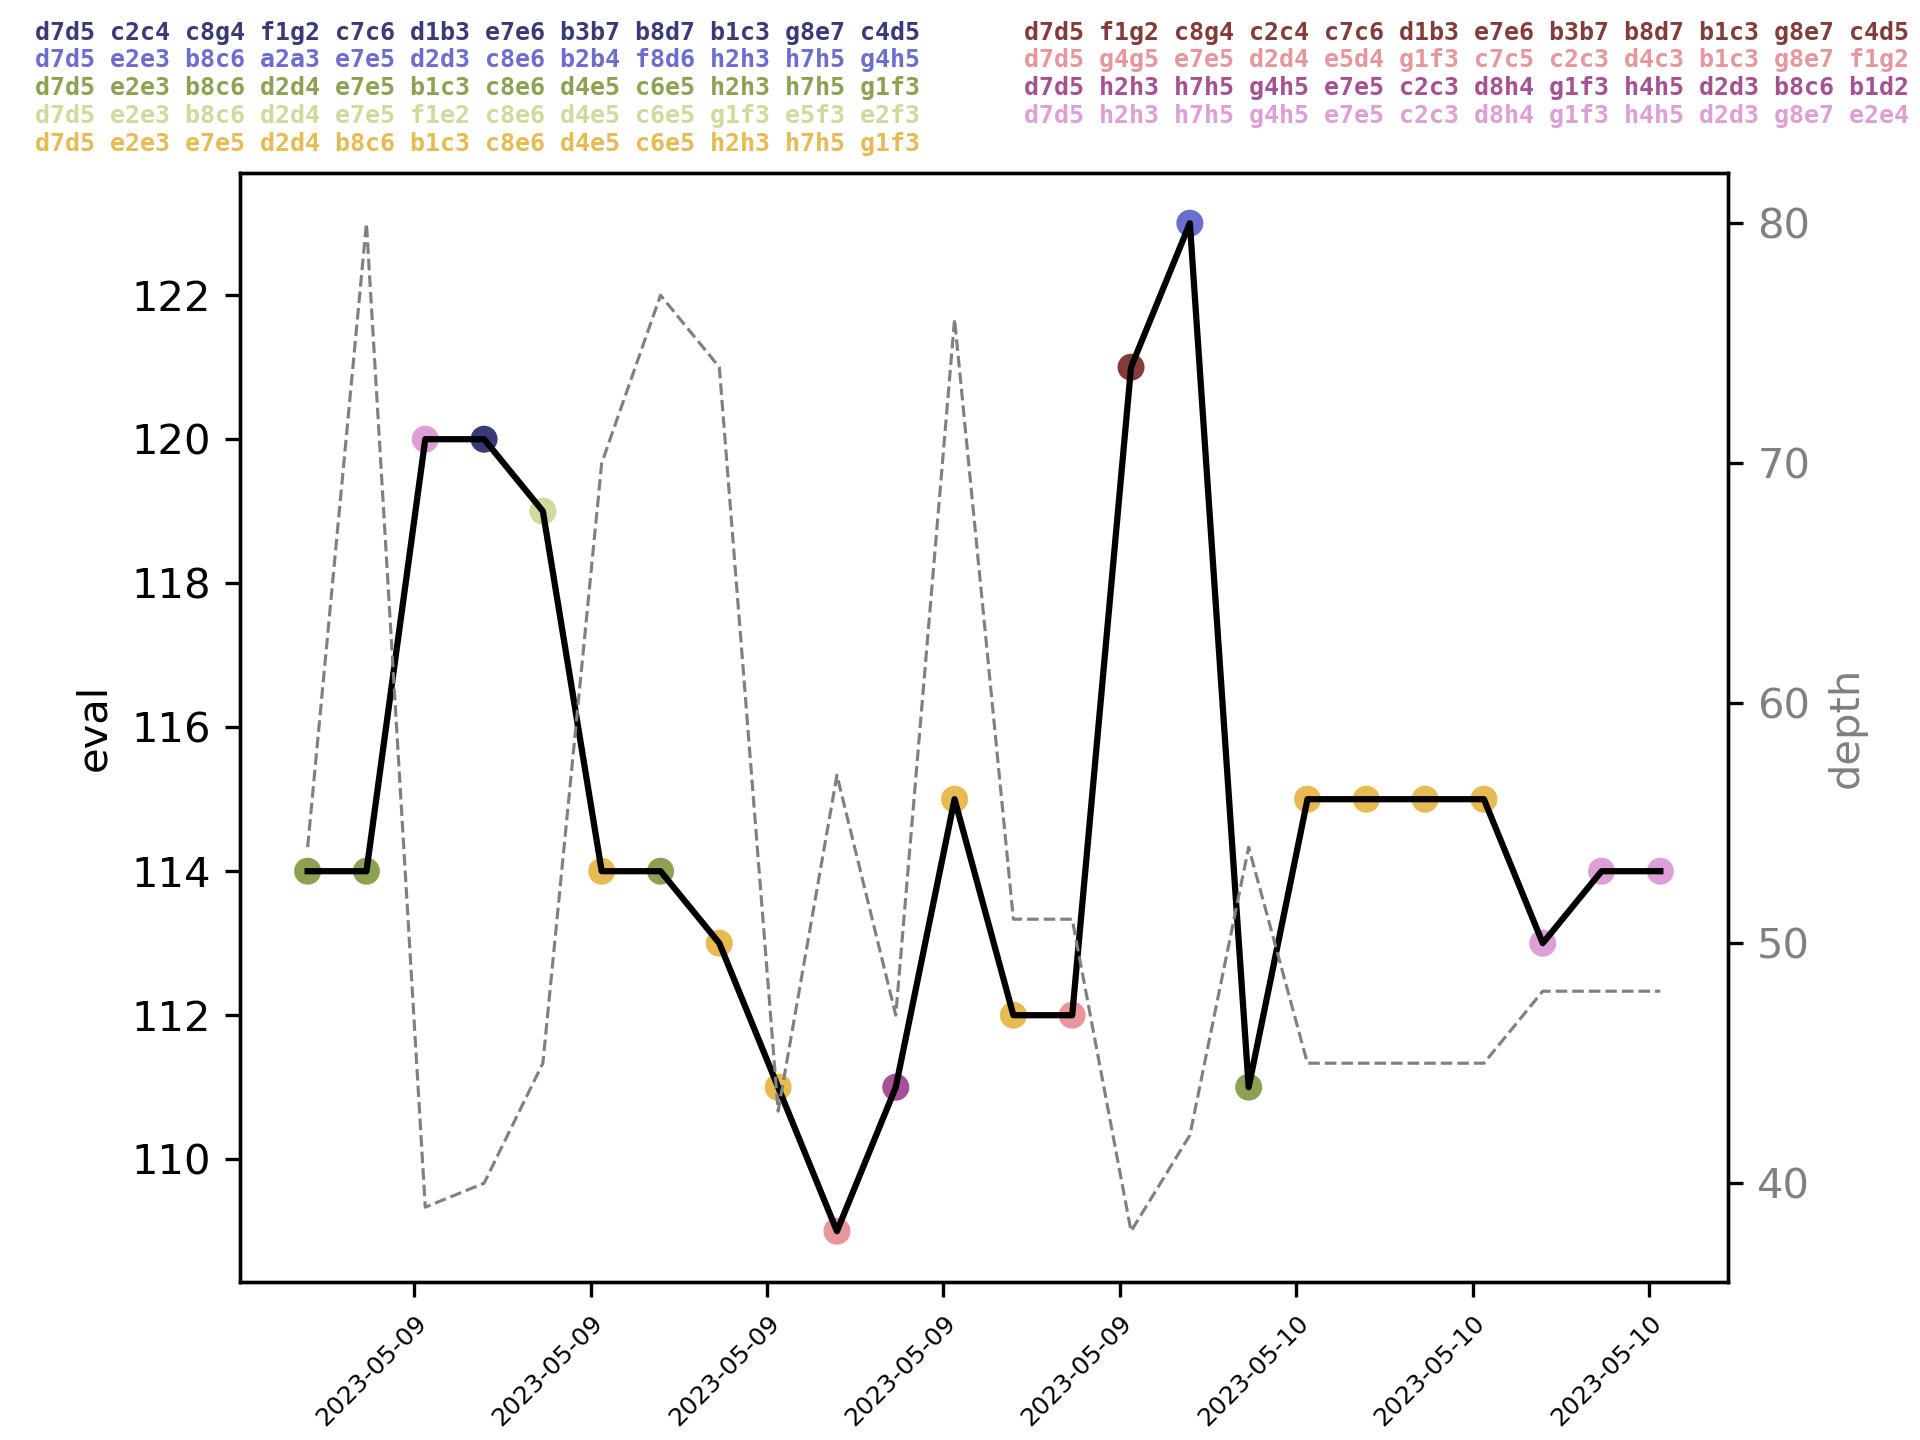 d7d5 c2c4 c8g4 f1g2 c7c6 d1b3 e7e6 b3b7 b8d7 b1c3 g8e7 c4d5
d7d5 e2e3 b8c6 a2a3 e7e5 d2d3 c8e6 b2b4 f8d6 h2h3 h7h5 g4h5
d7d5 e2e3 b8c6 d2d4 e7e5 b1c3 c8e6 d4e5 c6e5 h2h3 h7h5 g1f3
d7d5 e2e3 b8c6 d2d4 e7e5 f1e2 c8e6 d4e5 c6e5 g1f3 e5f3 e2f3
d7d5 e2e3 e7e5 d2d4 b8c6 b1c3 c8e6 d4e5 c6e5 h2h3 h7h5 g1f3
d7d5 f1g2 c8g4 c2c4 c7c6 d1b3 e7e6 b3b7 b8d7 b1c3 g8e7 c4d5
d7d5 g4g5 e7e5 d2d4 e5d4 g1f3 c7c5 c2c3 d4c3 b1c3 g8e7 f1g2
d7d5 h2h3 h7h5 g4h5 e7e5 c2c3 d8h4 g1f3 h4h5 d2d3 b8c6 b1d2
d7d5 h2h3 h7h5 g4h5 e7e5 c2c3 d8h4 g1f3 h4h5 d2d3 g8e7 e2e4
eval
122
120
118
116
114
112
110
80
70
60
50
40
depth
2023-05-09
2023-05-09
2023-05-09
2023-05-09
2023-05-09
2023-05-10
2023-05-10
2023-05-10